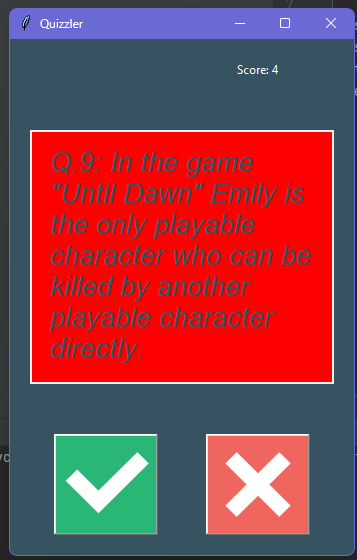 Quizzler
Score: 4
Q.9: In the game
"Until Dawn" Emily is
the only playable
character who can be
killed by another
playable character
directly.